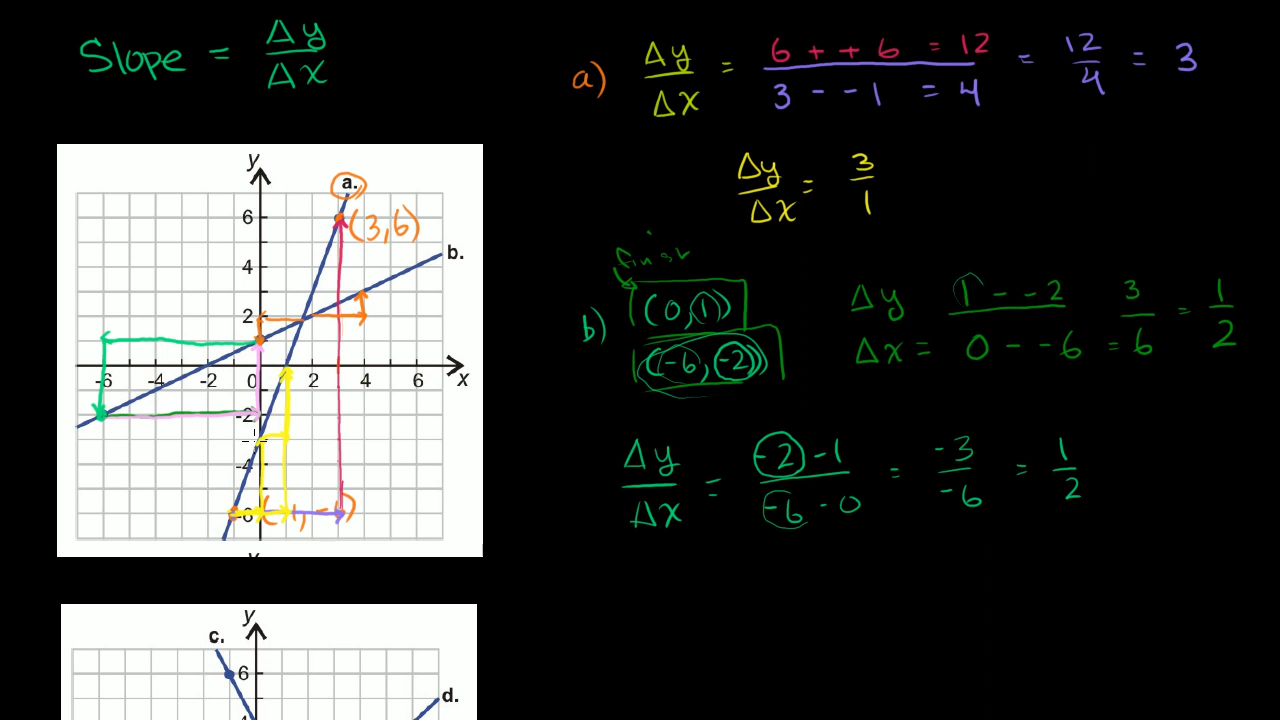 Slope = Δy/Δx
a) Δy/Δx = 6 + + 6 = 12 / 3 - - 1 = 4 = 12/4 = 3
Δy/Δx = 3/1
y
a.
6
(3,6)
b.
4
2
-6 -4 -2 0 2 4 6 x
-2
-4
-6
b) (0,1)
(-6,-2)
Δy/Δx = 1 - - 2 / 0 - - 6 = 3/6 = 1/2
Δy/Δx = -2 - 1 / -6 - 0 = -3/-6 = 1/2
y
c.
6
d.